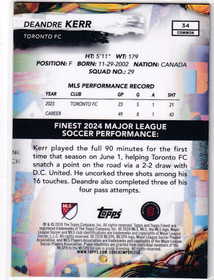 DEANDRE KERR
TORONTO FC
34
COMMON
HT: 5'11" WT: 179
POSITION: F BORN: 11-29-2002 NATION: CANADA
SQUAD NO.: 29
MLS PERFORMANCE RECORD
YEAR CLUB GP G A SHT
2023 TORONTO FC 25 5 1 21
CAREER 49 8 4 43
FINEST 2024 MAJOR LEAGUE
SOCCER PERFORMANCE:
Kerr played the full 90 minutes for the
first time that season on June 1, helping Toronto FC
snatch a point on the road via a 2-2 draw with
D.C. United. He uncorked three shots among his
16 touches. Deandre also completed three of
four pass attempts.
MLS
Topps